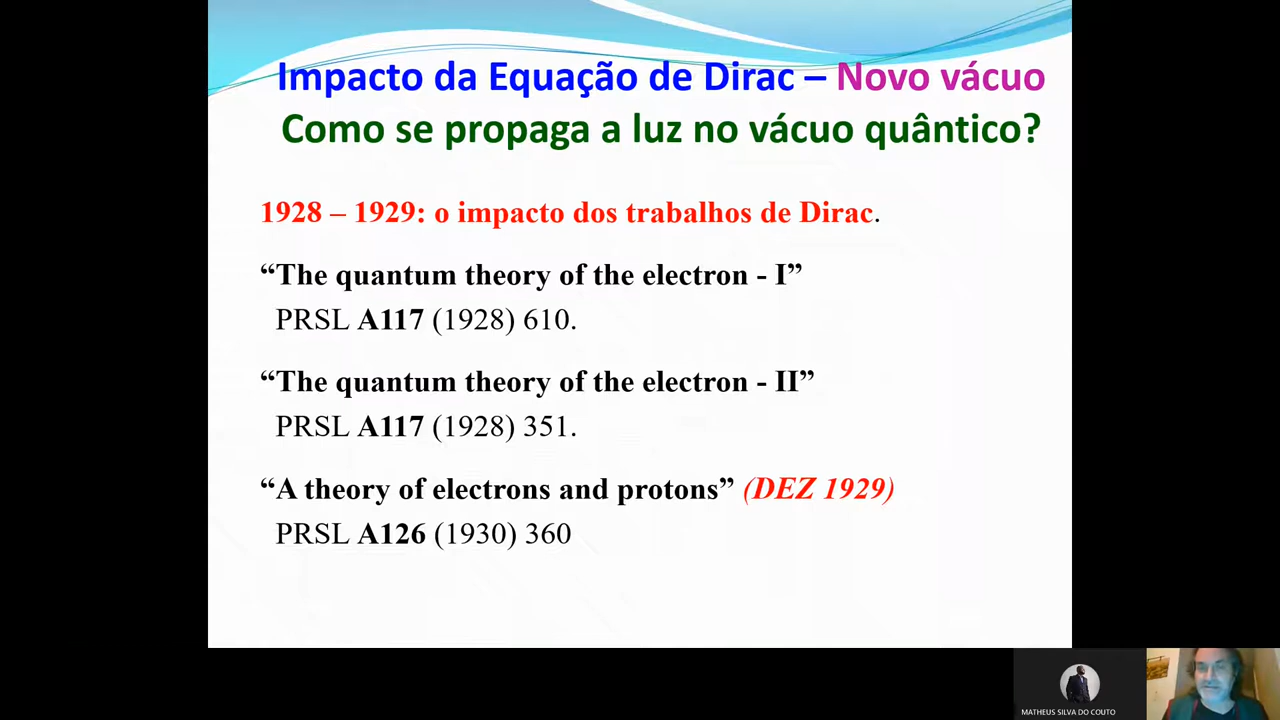 Impacto da Equação de Dirac – Novo vácuo
Como se propaga a luz no vácuo quântico?
1928 – 1929: o impacto dos trabalhos de Dirac.
“The quantum theory of the electron - I”
PRSL A117 (1928) 610.
“The quantum theory of the electron - II”
PRSL A117 (1928) 351.
“A theory of electrons and protons” (DEZ 1929)
PRSL A126 (1930) 360
MATHEUS SILVA DO COUTO